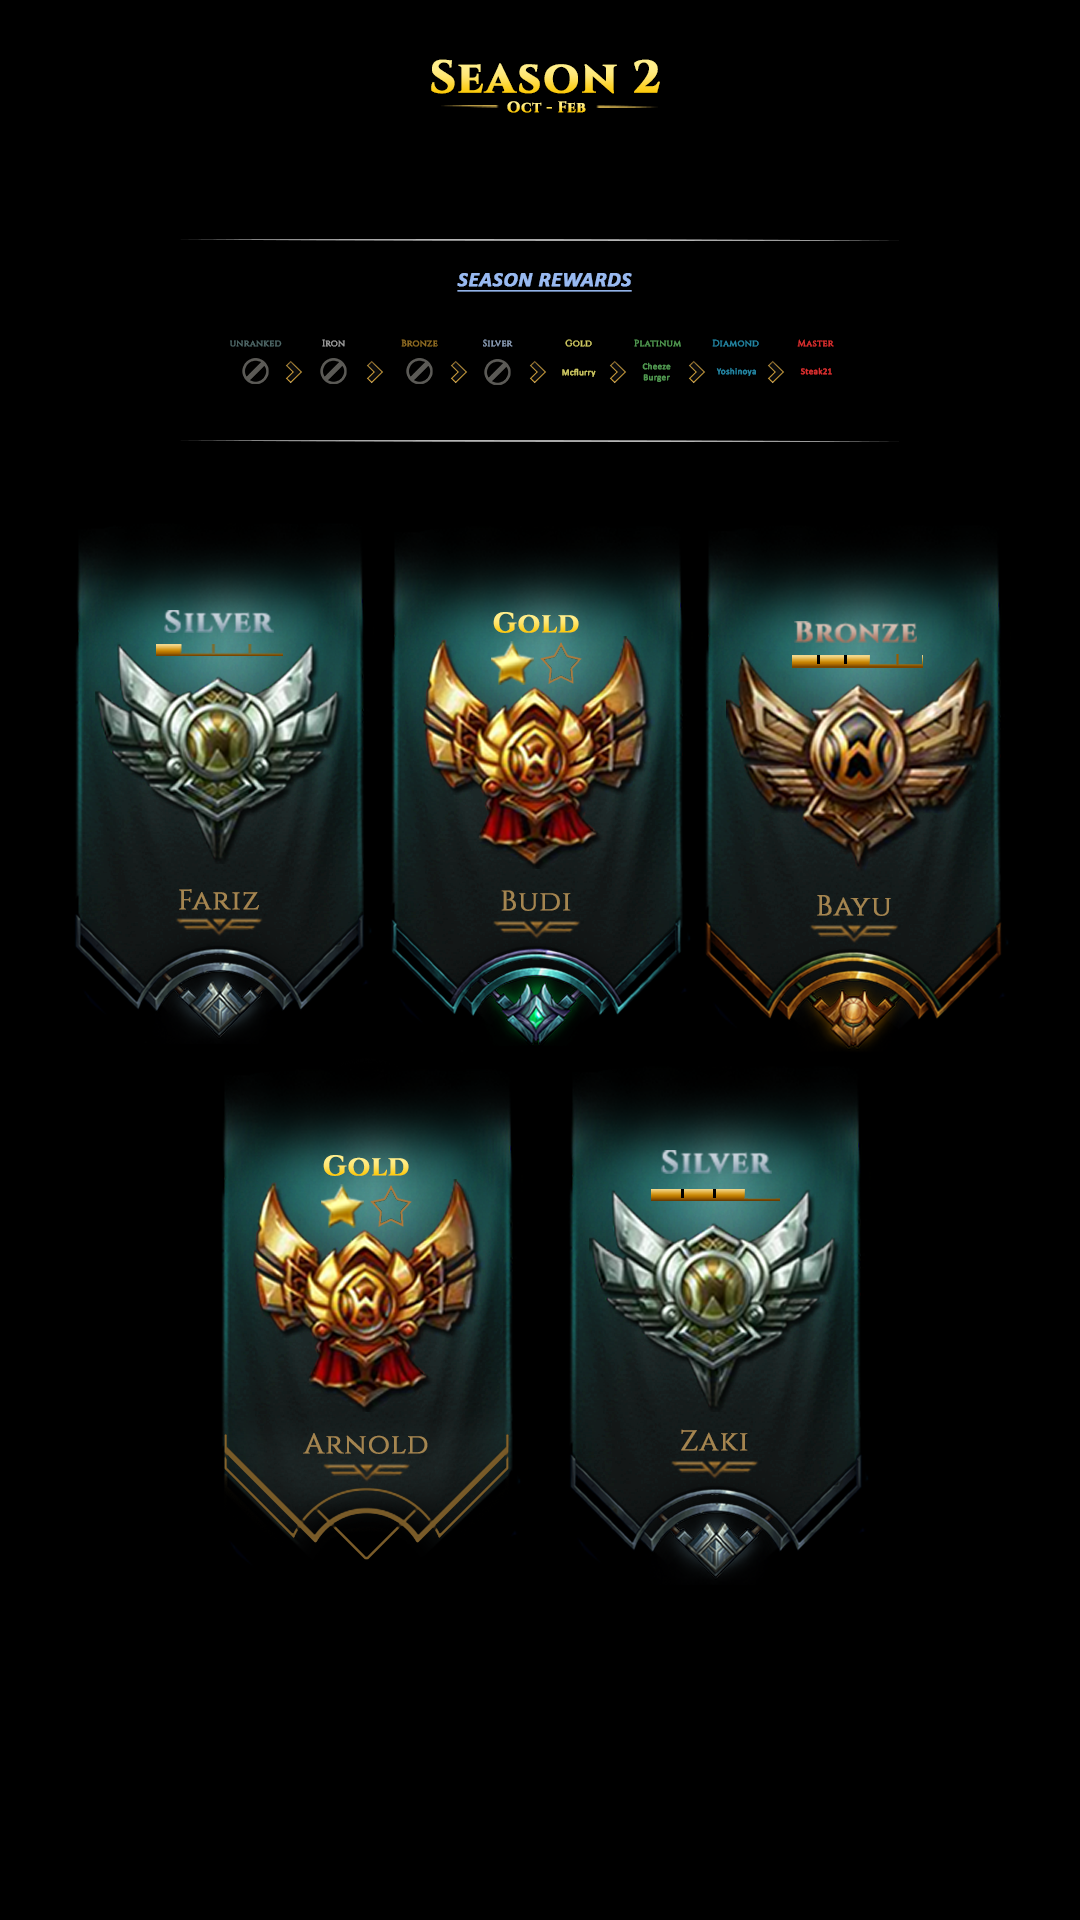 Season 2
Oct - Feb
SEASON REWARDS
Unranked
Iron
Bronze
Silver
Gold
Platinum
Diamond
Master
Mcflurry
Cheeze
Burger
Yoshinoya
Steak21
Silver
Gold
Bronze
Fariz
Budi
Bayu
Gold
Silver
Arnold
Zaki